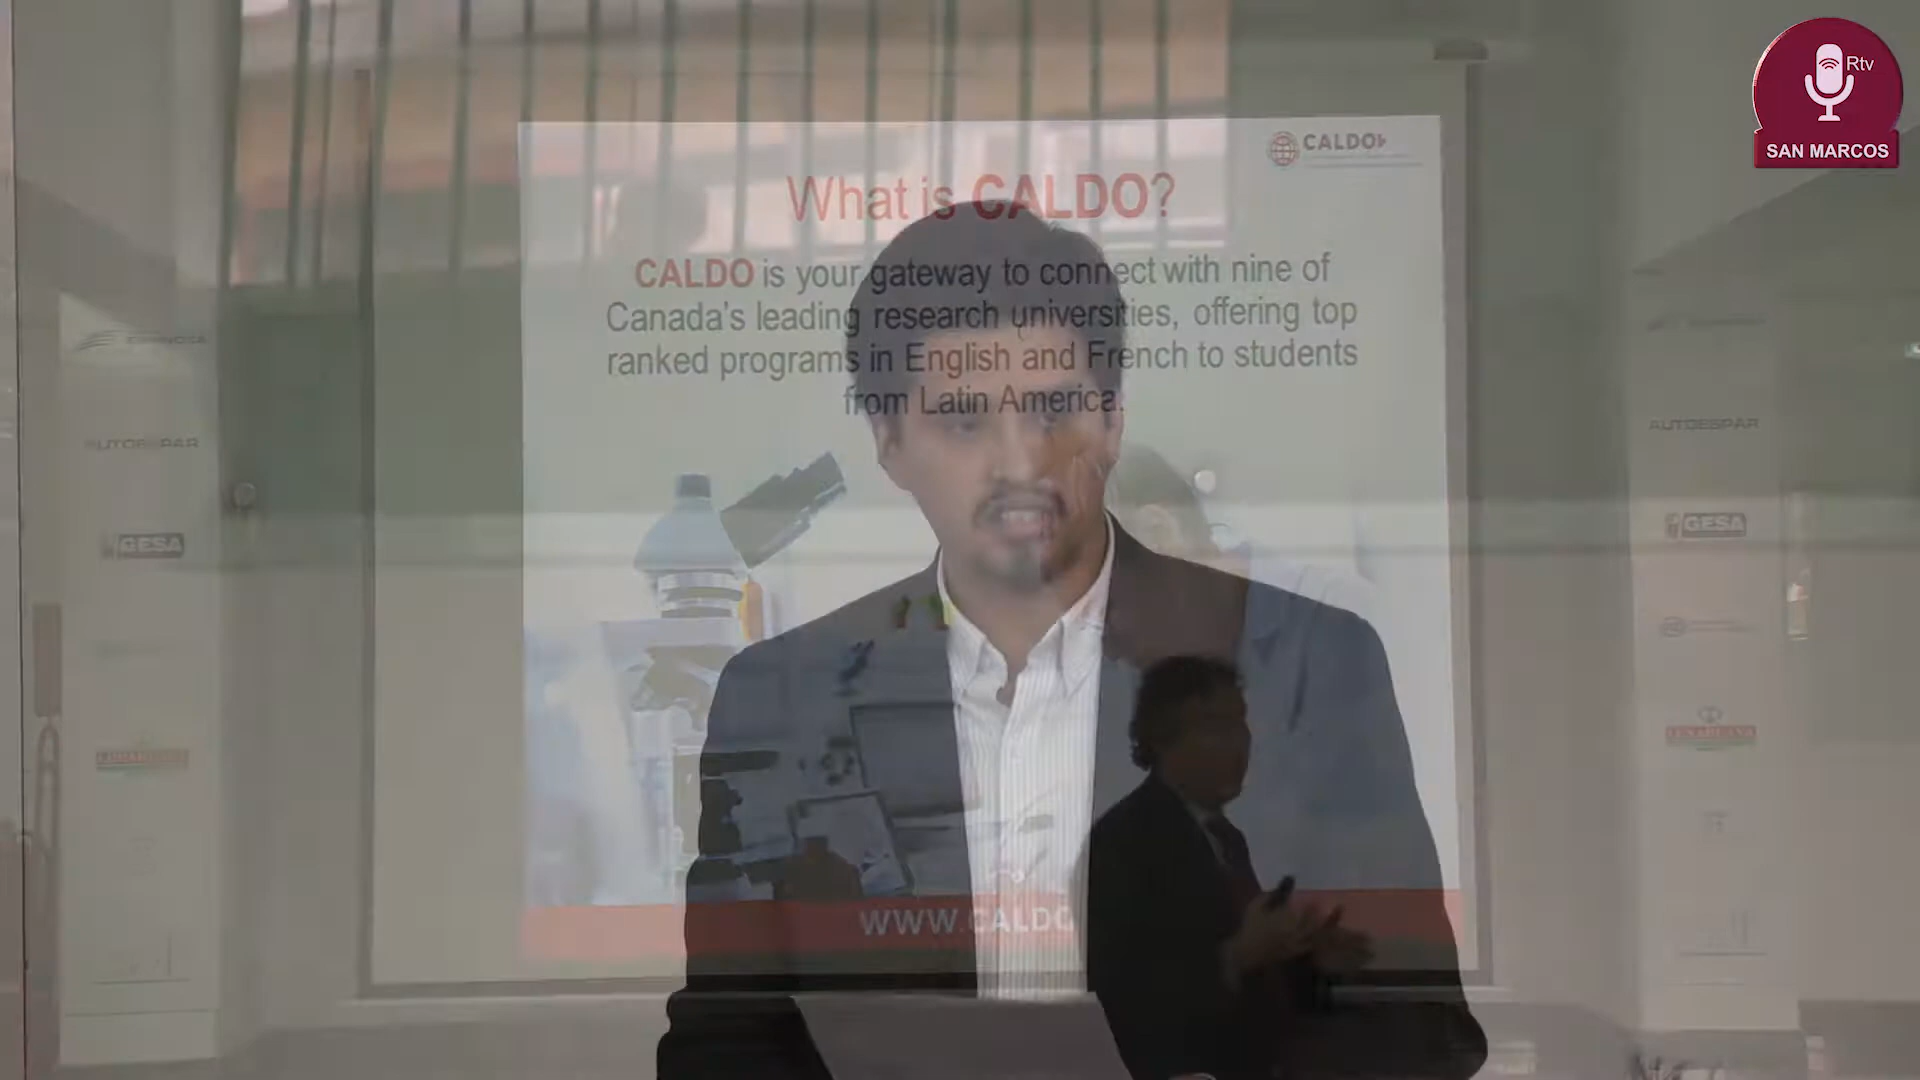 Rtv
SAN MARCOS
CALDO
What is CALDO?
CALDO is your gateway to connect with nine of
Canada's leading research universities, offering top
ranked programs in English and French to students
from Latin America.
AUTOESPAR
AUTOESPAR
GESA
GESA
WWW.CALDO